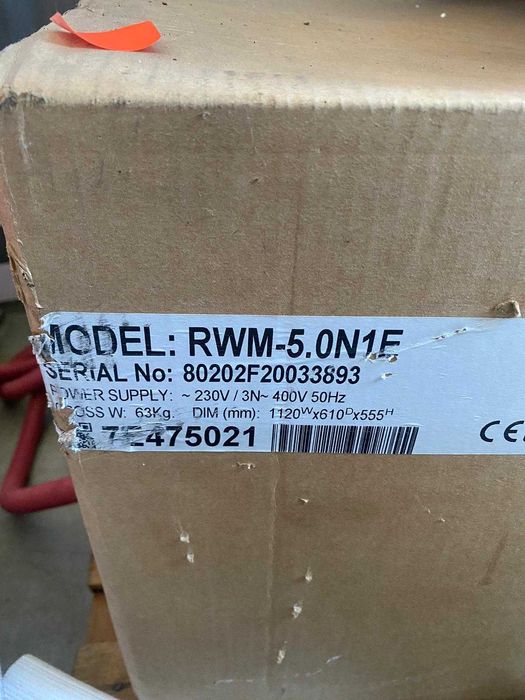 MODEL: RWM-5.0N1E
SERIAL No: 80202F20033893
POWER SUPPLY: ~ 230V / 3N~ 400V 50Hz
GROSS W: 63Kg. DIM (mm): 1120ᵂx610ᴰx555ᴴ
7E475021
CE